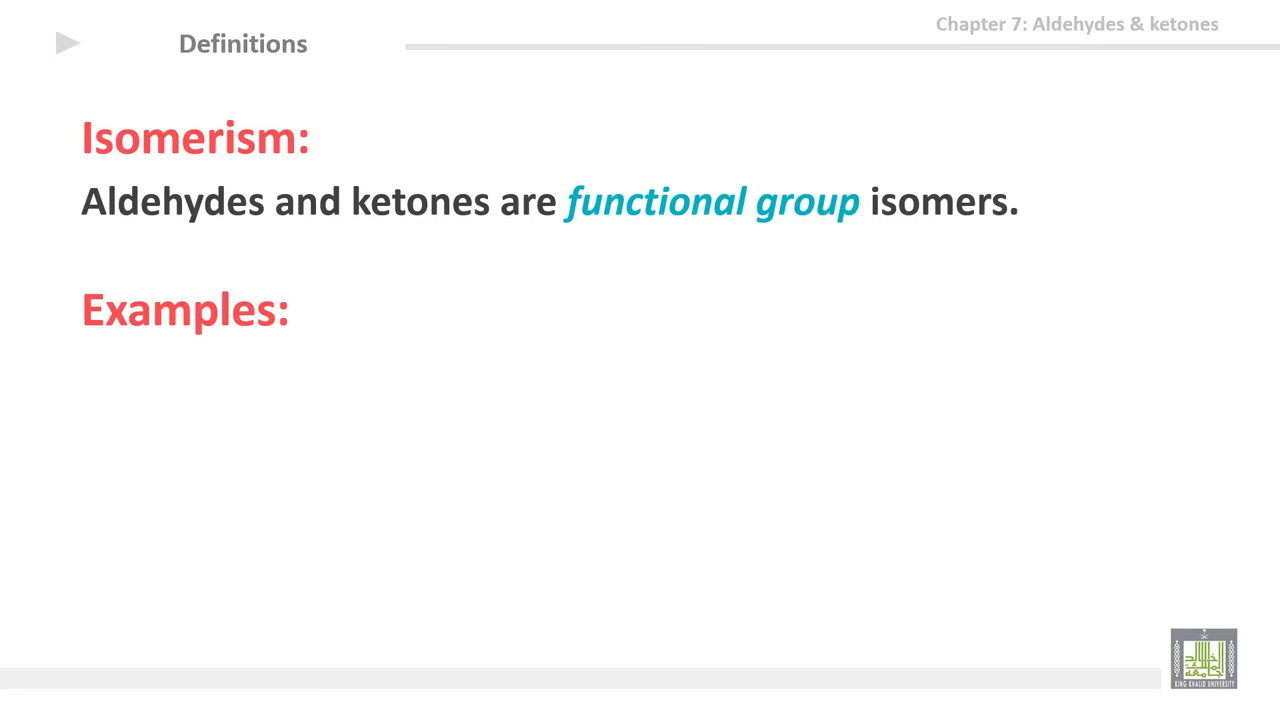 Chapter 7: Aldehydes & ketones
Definitions
Isomerism:
Aldehydes and ketones are functional group isomers.
Examples:
KING KHALID UNIVERSITY